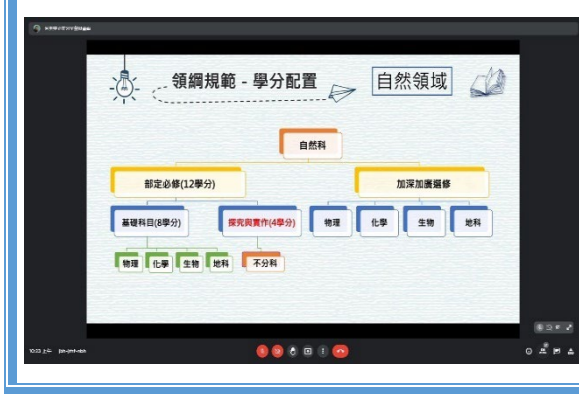 領綱規範 - 學分配置
自然領域
自然科
部定必修(12學分)
加深加廣選修
基礎科目(8學分)
探究與實作(4學分)
物理
化學
生物
地科
物理
化學
生物
地科
不分科